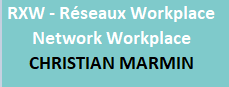 RXW - Réseaux Workplace
Network Workplace
CHRISTIAN MARMIN